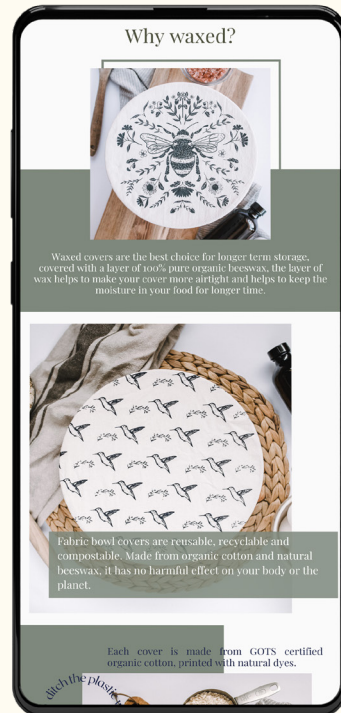 Why waxed?
Waxed covers are the best choice for longer term storage,
covered with a layer of 100% pure organic beeswax, the layer of
wax helps to make your cover more airtight and helps to keep the
moisture in your food for longer time.
Fabric bowl covers are reusable, recyclable and
compostable. Made from organic cotton and natural
beeswax, it has no harmful effect on your body or the
planet.
Each cover is made from GOTS certified
organic cotton, printed with natural dyes.
ditch the plastic